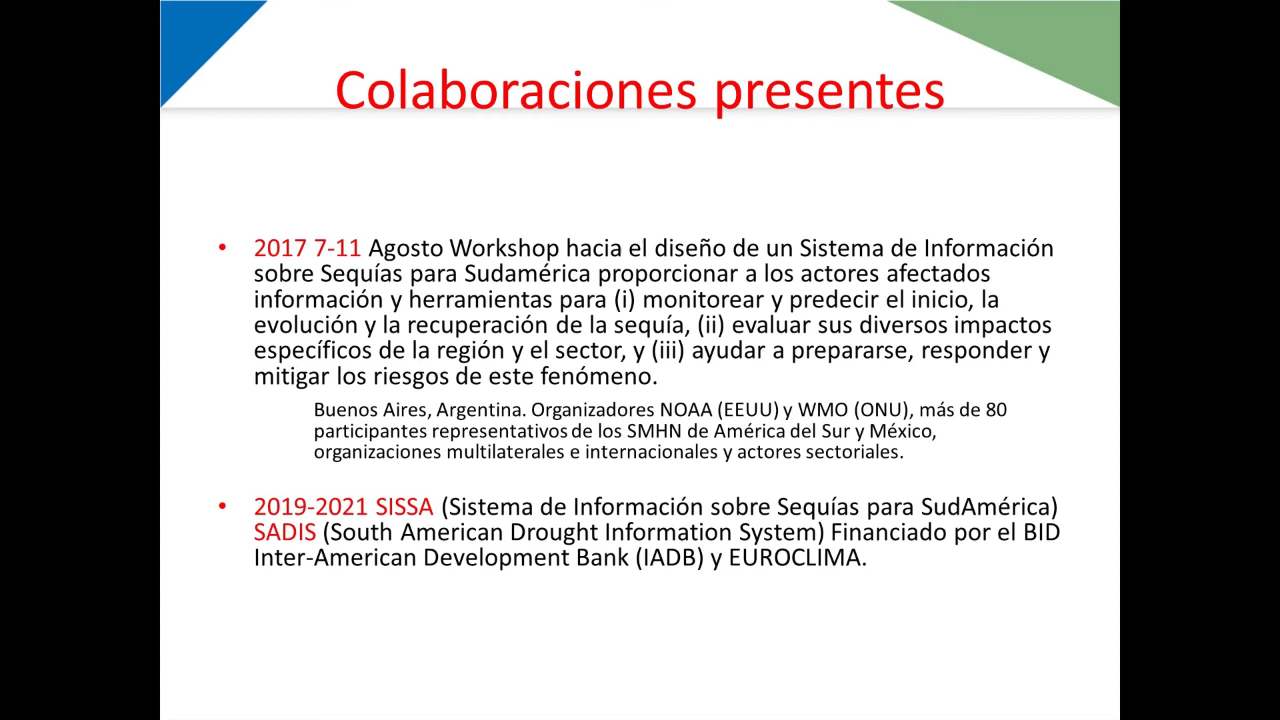 Colaboraciones presentes
• 2017 7-11 Agosto Workshop hacia el diseño de un Sistema de Información
sobre Sequías para Sudamérica proporcionar a los actores afectados
información y herramientas para (i) monitorear y predecir el inicio, la
evolución y la recuperación de la sequía, (ii) evaluar sus diversos impactos
específicos de la región y el sector, y (iii) ayudar a prepararse, responder y
mitigar los riesgos de este fenómeno.
Buenos Aires, Argentina. Organizadores NOAA (EEUU) y WMO (ONU), más de 80
participantes representativos de los SMHN de América del Sur y México,
organizaciones multilaterales e internacionales y actores sectoriales.
• 2019-2021 SISSA (Sistema de Información sobre Sequías para SudAmérica)
SADIS (South American Drought Information System) Financiado por el BID
Inter-American Development Bank (IADB) y EUROCLIMA.